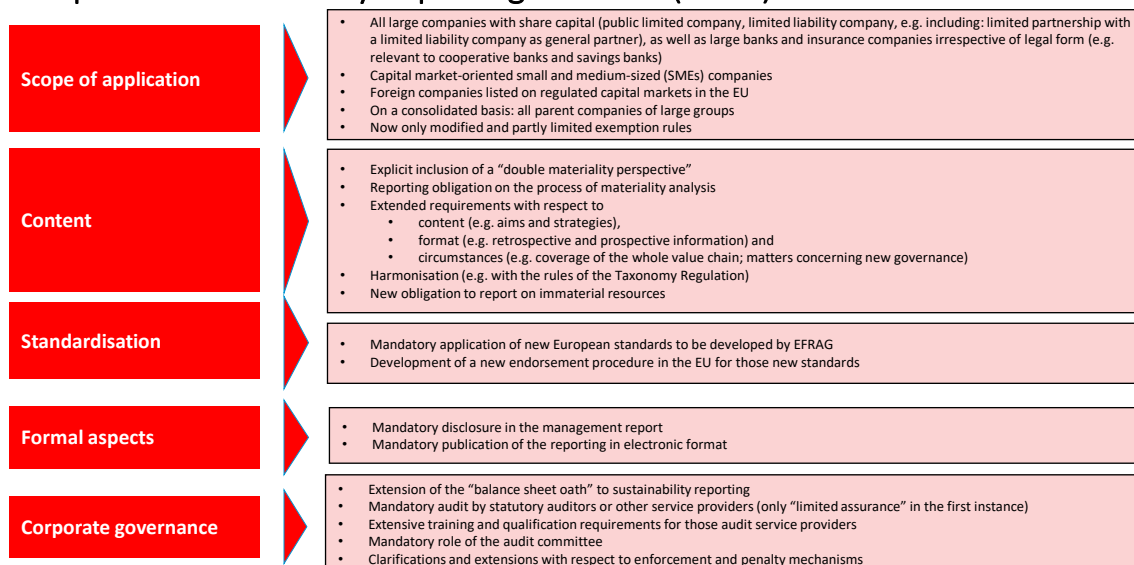 Scope of application
• All large companies with share capital (public limited company, limited liability company, e.g. including: limited partnership with
a limited liability company as general partner), as well as large banks and insurance companies irrespective of legal form (e.g.
relevant to cooperative banks and savings banks)
• Capital market-oriented small and medium-sized (SMEs) companies
• Foreign companies listed on regulated capital markets in the EU
• On a consolidated basis: all parent companies of large groups
• Now only modified and partly limited exemption rules
Content
• Explicit inclusion of a “double materiality perspective”
• Reporting obligation on the process of materiality analysis
• Extended requirements with respect to
• content (e.g. aims and strategies),
• format (e.g. retrospective and prospective information) and
• circumstances (e.g. coverage of the whole value chain; matters concerning new governance)
• Harmonisation (e.g. with the rules of the Taxonomy Regulation)
• New obligation to report on immaterial resources
Standardisation
• Mandatory application of new European standards to be developed by EFRAG
• Development of a new endorsement procedure in the EU for those new standards
Formal aspects
• Mandatory disclosure in the management report
• Mandatory publication of the reporting in electronic format
Corporate governance
• Extension of the “balance sheet oath” to sustainability reporting
• Mandatory audit by statutory auditors or other service providers (only “limited assurance” in the first instance)
• Extensive training and qualification requirements for those audit service providers
• Mandatory role of the audit committee
• Clarifications and extensions with respect to enforcement and penalty mechanisms